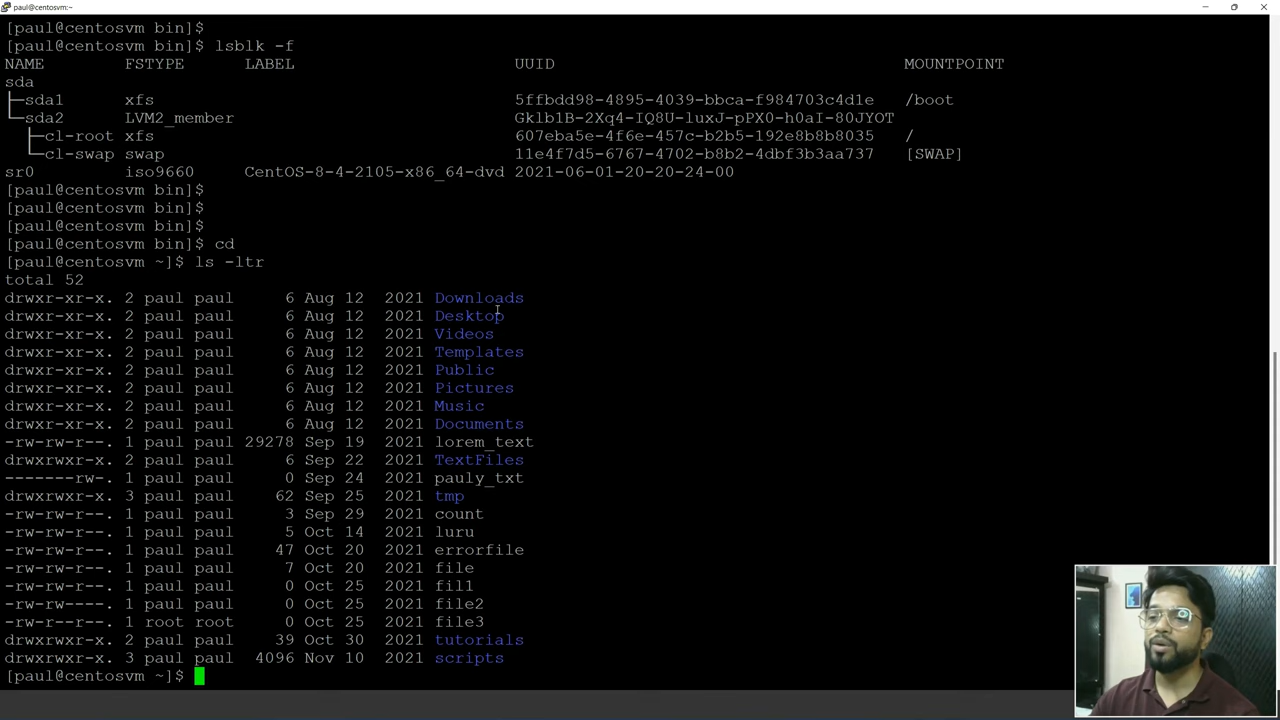 paul@centosvm:~
[paul@centosvm bin]$
[paul@centosvm bin]$ lsblk -f
NAME FSTYPE LABEL UUID MOUNTPOINT
sda
├─sda1 xfs 5ffbdd98-4895-4039-bbca-f984703c4d1e /boot
└─sda2 LVM2_member Gklb1B-2Xq4-IQ8U-luxJ-pPX0-h0aI-80JYOT
├─cl-root xfs 607eba5e-4f6e-457c-b2b5-192e8b8b8035 /
└─cl-swap swap 11e4f7d5-6767-4702-b8b2-4dbf3b3aa737 [SWAP]
sr0 iso9660 CentOS-8-4-2105-x86_64-dvd 2021-06-01-20-20-24-00
[paul@centosvm bin]$
[paul@centosvm bin]$
[paul@centosvm bin]$
[paul@centosvm bin]$ cd
[paul@centosvm ~]$ ls -ltr
total 52
drwxr-xr-x. 2 paul paul 6 Aug 12 2021 Downloads
drwxr-xr-x. 2 paul paul 6 Aug 12 2021 Desktop
drwxr-xr-x. 2 paul paul 6 Aug 12 2021 Videos
drwxr-xr-x. 2 paul paul 6 Aug 12 2021 Templates
drwxr-xr-x. 2 paul paul 6 Aug 12 2021 Public
drwxr-xr-x. 2 paul paul 6 Aug 12 2021 Pictures
drwxr-xr-x. 2 paul paul 6 Aug 12 2021 Music
drwxr-xr-x. 2 paul paul 6 Aug 12 2021 Documents
-rw-rw-r--. 1 paul paul 29278 Sep 19 2021 lorem_text
drwxrwxr-x. 2 paul paul 6 Sep 22 2021 TextFiles
-------rw-. 1 paul paul 0 Sep 24 2021 pauly_txt
drwxrwxr-x. 3 paul paul 62 Sep 25 2021 tmp
-rw-rw-r--. 1 paul paul 3 Sep 29 2021 count
-rw-rw-r--. 1 paul paul 5 Oct 14 2021 luru
-rw-rw-r--. 1 paul paul 47 Oct 20 2021 errorfile
-rw-rw-r--. 1 paul paul 7 Oct 20 2021 file
-rw-rw-r--. 1 paul paul 0 Oct 25 2021 fil1
-rw-rw----. 1 paul paul 0 Oct 25 2021 file2
-rw-rw-r--. 1 root root 0 Oct 25 2021 file3
drwxrwxr-x. 2 paul paul 39 Oct 30 2021 tutorials
drwxrwxr-x. 3 paul paul 4096 Nov 10 2021 scripts
[paul@centosvm ~]$